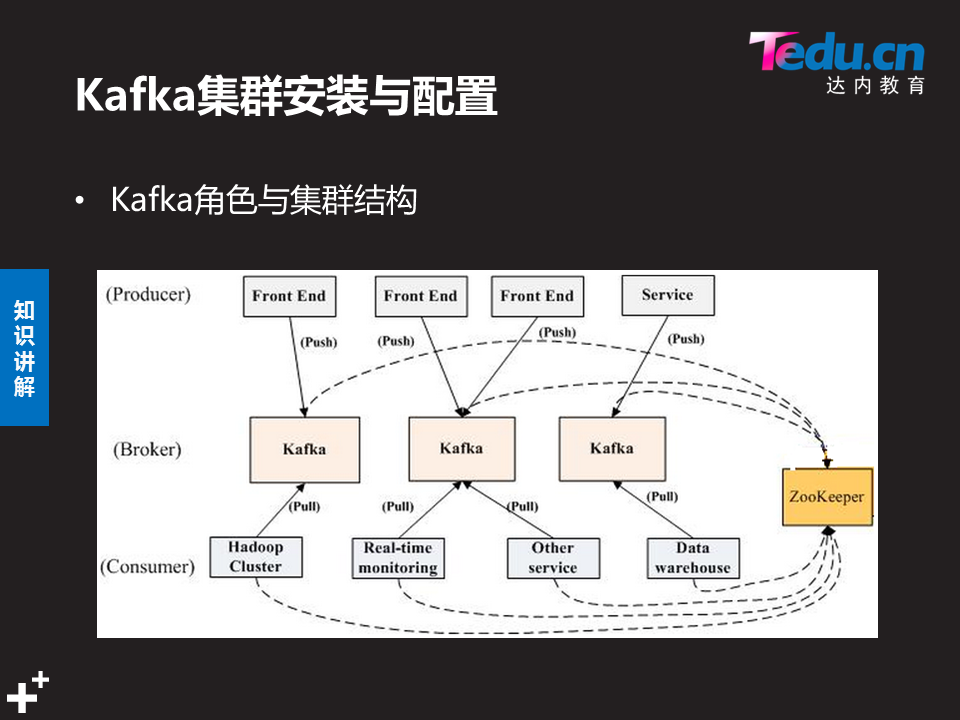 Tedu.cn
达内教育
Kafka集群安装与配置
• Kafka角色与集群结构
知
识
讲
解
(Producer)
Front End
Front End
Front End
Service
(Push)
(Push)
(Push)
(Push)
(Broker)
Kafka
Kafka
Kafka
ZooKeeper
(Pull)
(Pull)
(Pull)
(Pull)
(Consumer)
Hadoop
Cluster
Real-time
monitoring
Other
service
Data
warehouse